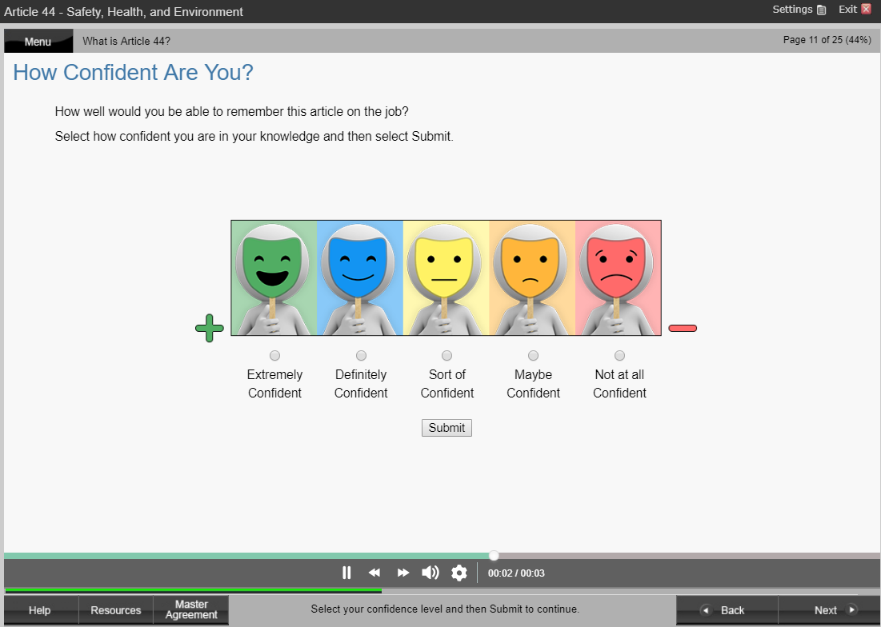 Article 44 - Safety, Health, and Environment
Settings
Exit
Menu
What is Article 44?
Page 11 of 25 (44%)
How Confident Are You?
How well would you be able to remember this article on the job?
Select how confident you are in your knowledge and then select Submit.
Extremely
Confident
Definitely
Confident
Sort of
Confident
Maybe
Confident
Not at all
Confident
Submit
00:02 / 00:03
Help
Resources
Master
Agreement
Select your confidence level and then Submit to continue.
Back
Next